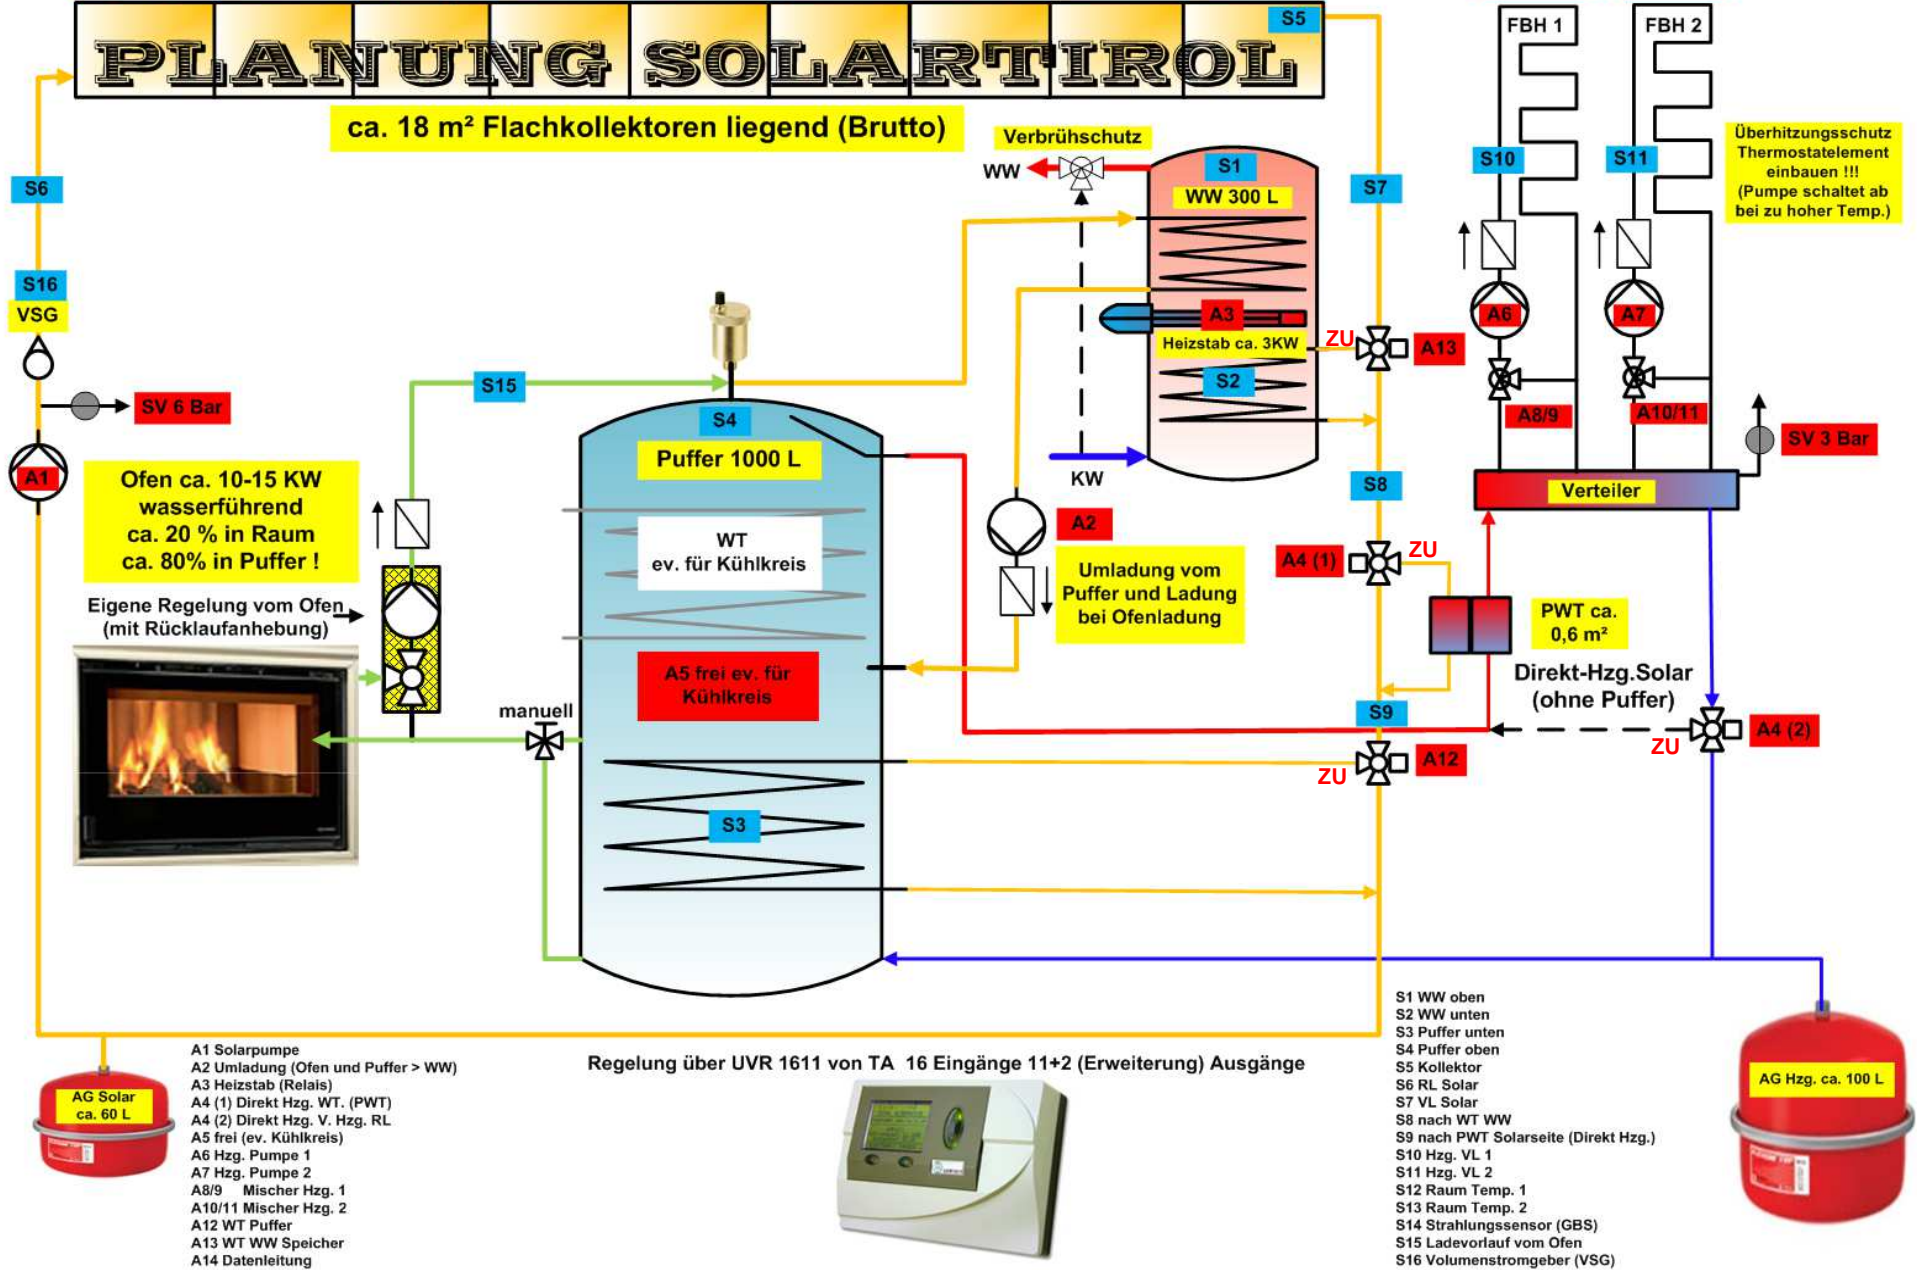 S5
FBH 1
FBH 2
PLANUNG SOLARTIROL
ca. 18 m² Flachkollektoren liegend (Brutto)
Verbrühschutz
Überhitzungsschutz
Thermostatelement
einbauen !!!
(Pumpe schaltet ab
bei zu hoher Temp.)
S10
S11
S1
WW
WW 300 L
S6
S7
S16
VSG
A6
A7
A3
Heizstab ca. 3KW
ZU
A13
S15
S2
SV 6 Bar
A8/9
A10/11
S4
SV 3 Bar
Puffer 1000 L
A1
KW
S8
Verteiler
Ofen ca. 10-15 KW
wasserführend
ca. 20 % in Raum
ca. 80% in Puffer !
A2
WT
ev. für Kühlkreis
A4 (1)
ZU
Umladung vom
Puffer und Ladung
bei Ofenladung
Eigene Regelung vom Ofen
(mit Rücklaufanhebung)
PWT ca.
0,6 m²
A5 frei ev. für
Kühlkreis
Direkt-Hzg.Solar
(ohne Puffer)
manuell
S9
A4 (2)
ZU
ZU
A12
S3
S1 WW oben
S2 WW unten
S3 Puffer unten
S4 Puffer oben
S5 Kollektor
S6 RL Solar
S7 VL Solar
S8 nach WT WW
S9 nach PWT Solarseite (Direkt Hzg.)
S10 Hzg. VL 1
S11 Hzg. VL 2
S12 Raum Temp. 1
S13 Raum Temp. 2
S14 Strahlungssensor (GBS)
S15 Ladevorlauf vom Ofen
S16 Volumenstromgeber (VSG)
AG Hzg. ca. 100 L
Regelung über UVR 1611 von TA 16 Eingänge 11+2 (Erweiterung) Ausgänge
AG Solar
ca. 60 L
A1 Solarpumpe
A2 Umladung (Ofen und Puffer > WW)
A3 Heizstab (Relais)
A4 (1) Direkt Hzg. WT. (PWT)
A4 (2) Direkt Hzg. V. Hzg. RL
A5 frei (ev. Kühlkreis)
A6 Hzg. Pumpe 1
A7 Hzg. Pumpe 2
A8/9 Mischer Hzg. 1
A10/11 Mischer Hzg. 2
A12 WT Puffer
A13 WT WW Speicher
A14 Datenleitung